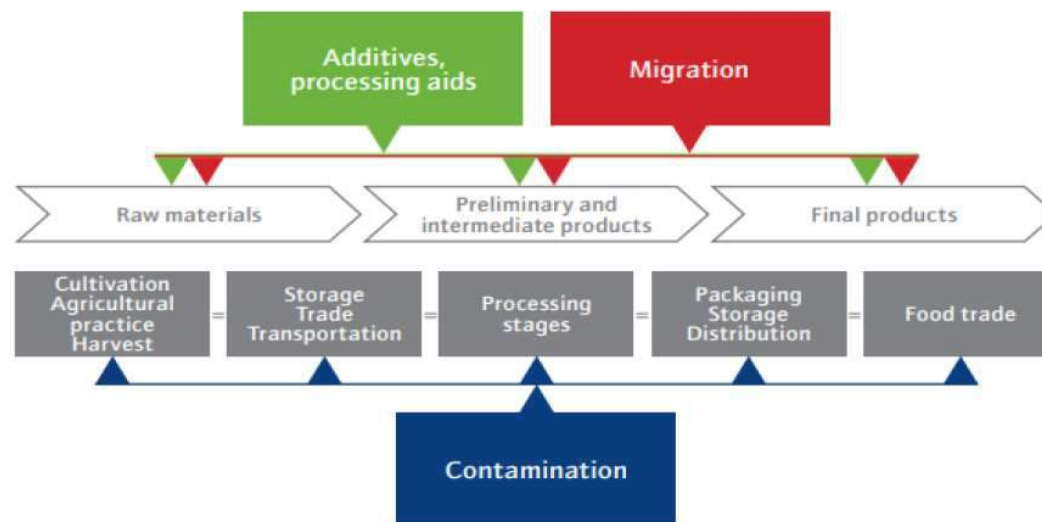 Additives,
processing aids
Migration
Raw materials
Preliminary and
intermediate products
Final products
Cultivation
Agricultural
practice
Harvest
=
Storage
Trade
Transportation
=
Processing
stages
=
Packaging
Storage
Distribution
=
Food trade
Contamination